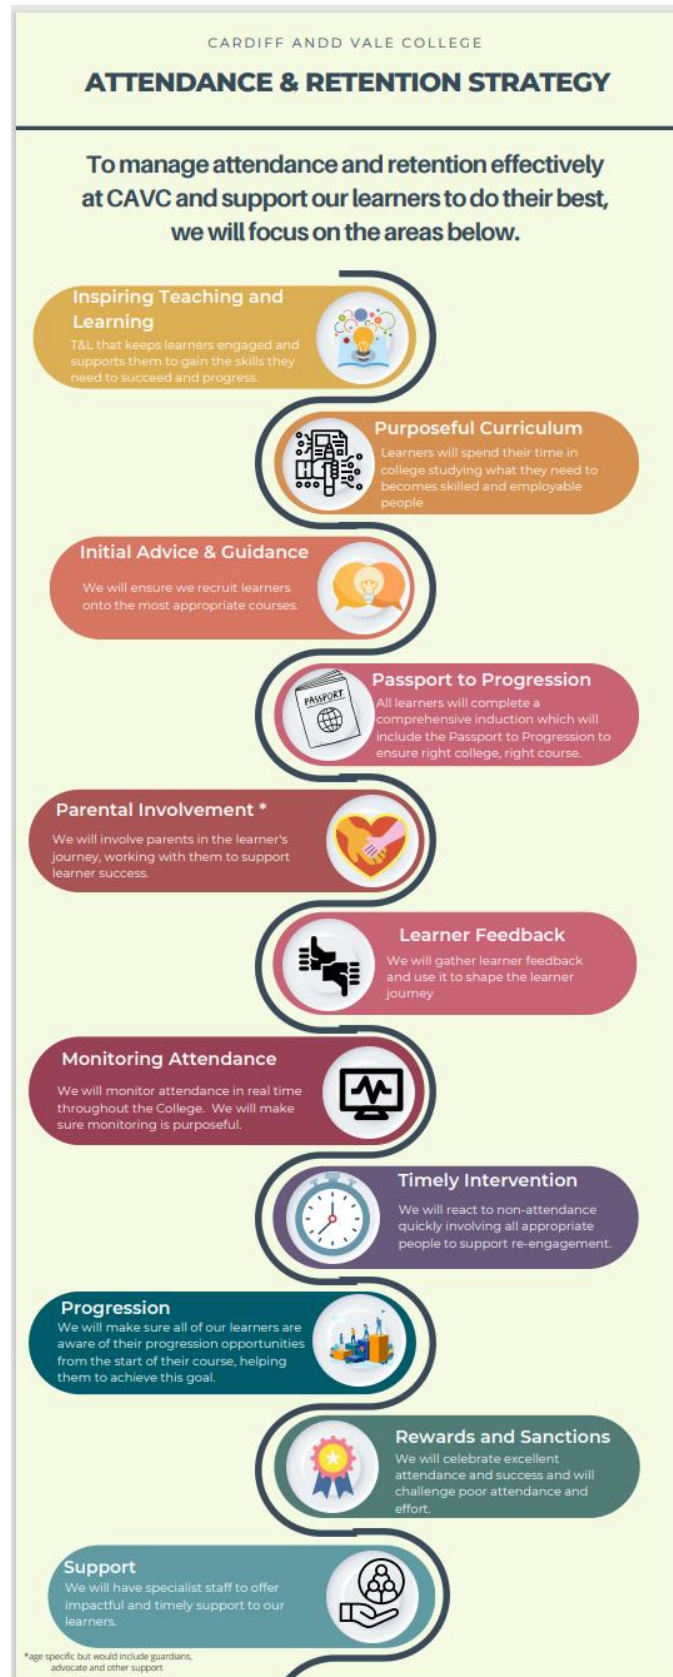 CARDIFF ANDD VALE COLLEGE
ATTENDANCE & RETENTION STRATEGY
To manage attendance and retention effectively
at CAVC and support our learners to do their best,
we will focus on the areas below.
Inspiring Teaching and
Learning
T&L that keeps learners engaged and
supports them to gain the skills they
need to succeed and progress.
Purposeful Curriculum
Learners will spend their time in
college studying what they need to
becomes skilled and employable
people
Initial Advice & Guidance
We will ensure we recruit learners
onto the most appropriate courses.
PASSPORT
Passport to Progression
All learners will complete a
comprehensive induction which will
include the Passport to Progression to
ensure right college, right course.
Parental Involvement *
We will involve parents in the learner's
journey, working with them to support
learner success.
Learner Feedback
We will gather learner feedback
and use it to shape the learner
journey
Monitoring Attendance
We will monitor attendance in real time
throughout the College. We will make
sure monitoring is purposeful.
Timely Intervention
We will react to non-attendance
quickly involving all appropriate
people to support re-engagement.
Progression
We will make sure all of our learners are
aware of their progression opportunities
from the start of their course, helping
them to achieve this goal.
Rewards and Sanctions
We will celebrate excellent
attendance and success and will
challenge poor attendance and
effort.
Support
We will have specialist staff to offer
impactful and timely support to our
learners.
*age specific but would include guardians,
advocate and other support